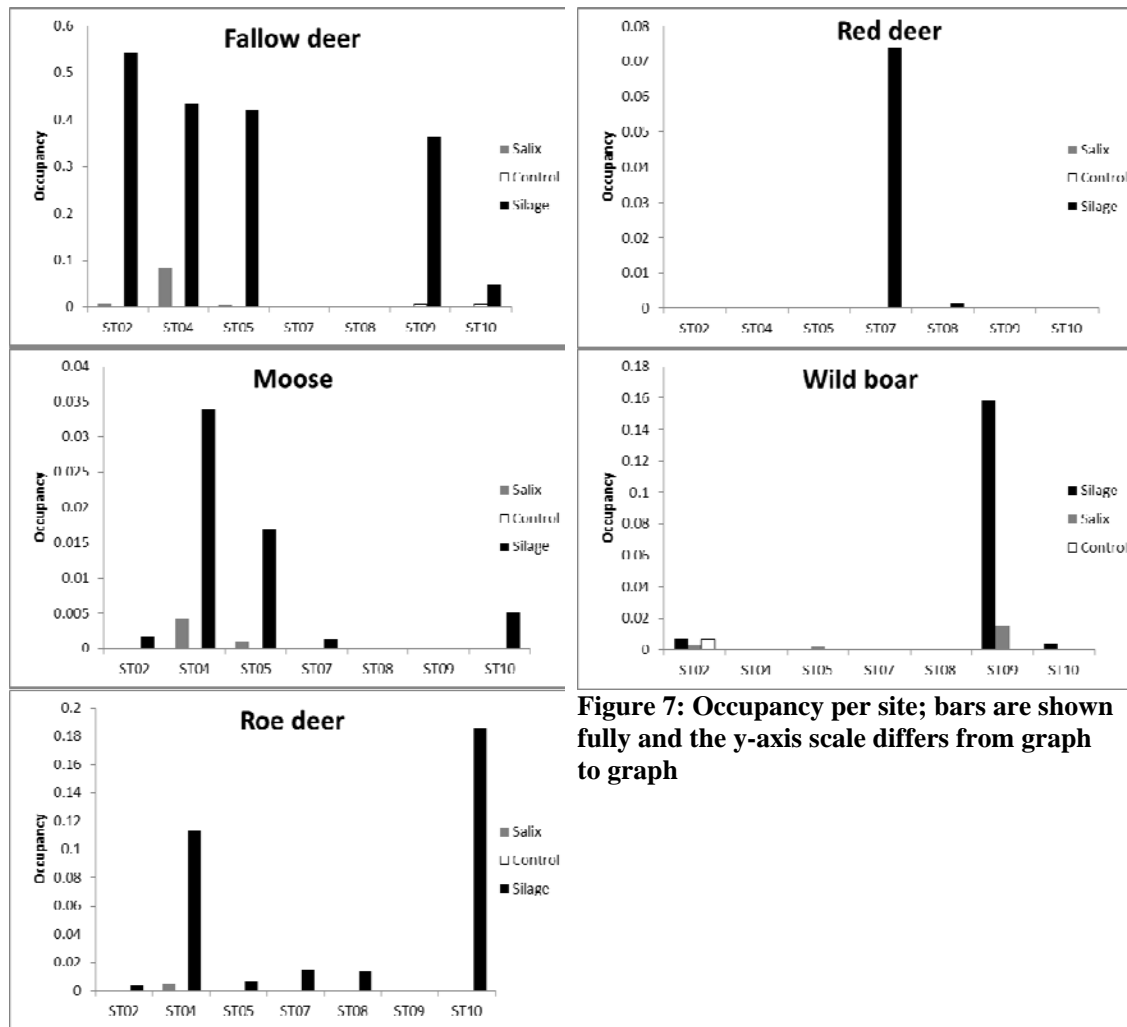 Fallow deer
0.6
0.5
0.4
0.3
0.2
0.1
0
Occupancy
ST02 ST04 ST05 ST07 ST08 ST09 ST10
Salix
Control
Silage
Red deer
0.08
0.07
0.06
0.05
0.04
0.03
0.02
0.01
0
Occupancy
ST02 ST04 ST05 ST07 ST08 ST09 ST10
Salix
Control
Silage
Moose
0.04
0.035
0.03
0.025
0.02
0.015
0.01
0.005
0
Occupancy
ST02 ST04 ST05 ST07 ST08 ST09 ST10
Salix
Control
Silage
Wild boar
0.18
0.16
0.14
0.12
0.1
0.08
0.06
0.04
0.02
0
Occupancy
ST02 ST04 ST05 ST07 ST08 ST09 ST10
Silage
Salix
Control
Roe deer
0.2
0.18
0.16
0.14
0.12
0.1
0.08
0.06
0.04
0.02
0
Occupancy
ST02 ST04 ST05 ST07 ST08 ST09 ST10
Salix
Control
Silage
Figure 7: Occupancy per site; bars are shown
fully and the y-axis scale differs from graph
to graph